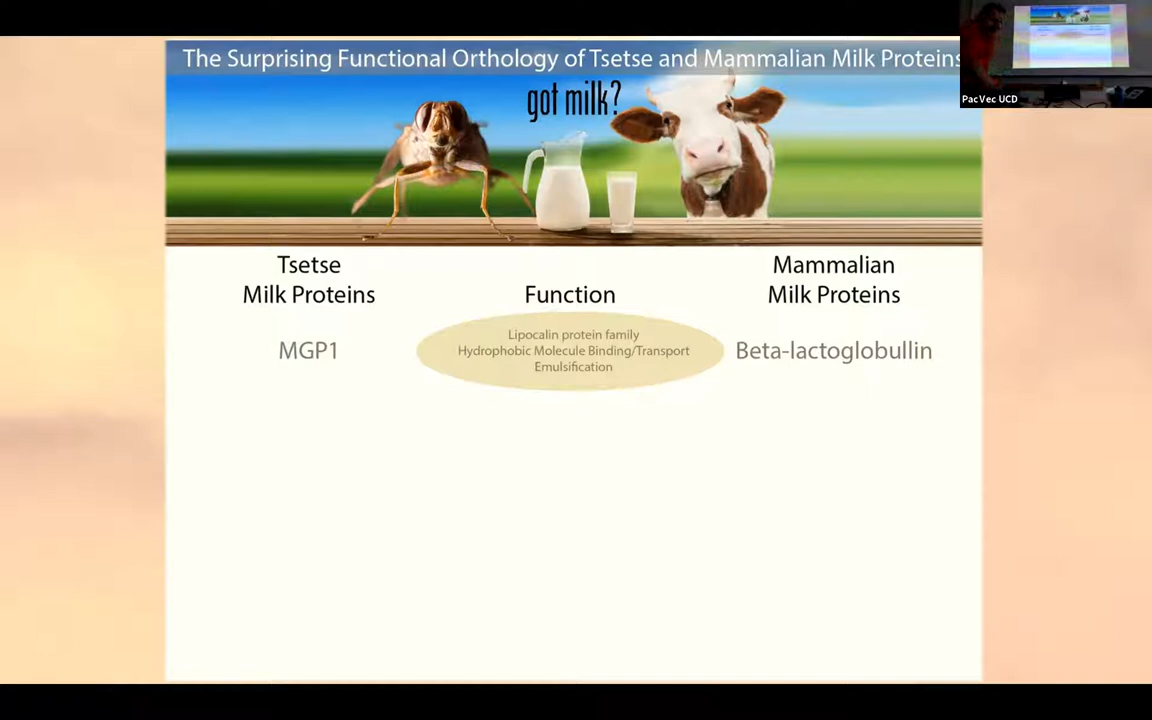 The Surprising Functional Orthology of Tsetse and Mammalian Milk Proteins
got milk?
PacVec UCD
Tsetse
Milk Proteins
Function
Mammalian
Milk Proteins
MGP1
Lipocalin protein family
Hydrophobic Molecule Binding/Transport
Emulsification
Beta-lactoglobullin